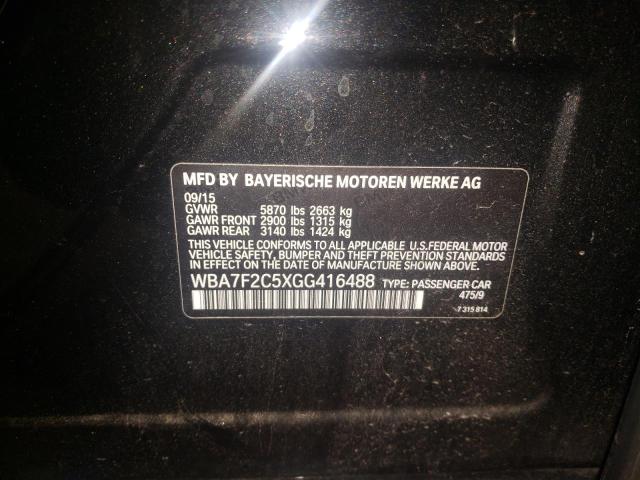 MFD BY BAYERISCHE MOTOREN WERKE AG
09/15
GVWR 5870 lbs 2663 kg
GAWR FRONT 2900 lbs 1315 kg
GAWR REAR 3140 lbs 1424 kg
THIS VEHICLE CONFORMS TO ALL APPLICABLE U.S. FEDERAL MOTOR
VEHICLE SAFETY, BUMPER, AND THEFT PREVENTION STANDARDS
IN EFFECT ON THE DATE OF MANUFACTURE SHOWN ABOVE.
WBA7F2C5XGG416488 TYPE: PASSENGER CAR
475/9
7 315 814